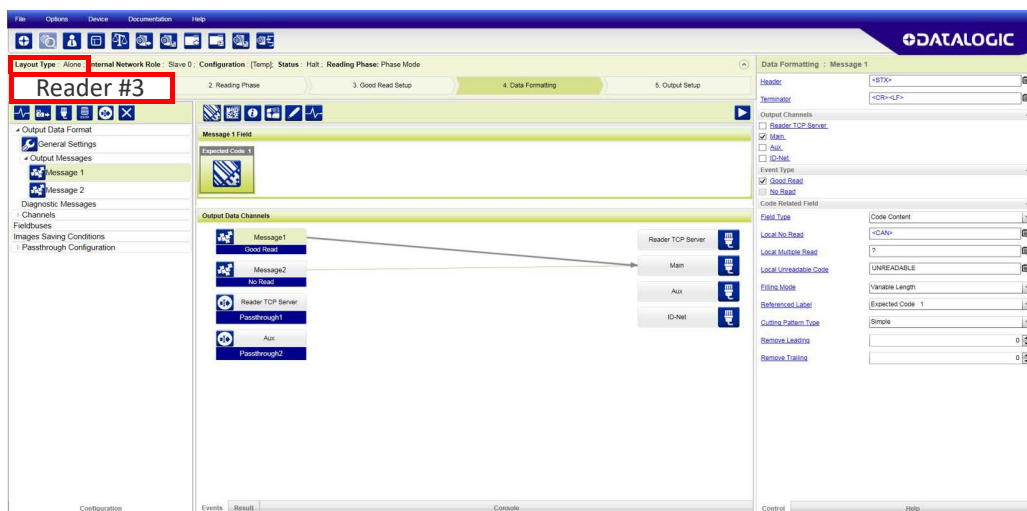 File Options Device Documentation Help
DATALOGIC
Layout Type : Alone ; Internal Network Role : Slave 0 ; Configuration : [Temp]; Status : Halt ; Reading Phase: Phase Mode
Reader #3
2. Reading Phase 3. Good Read Setup 4. Data Formatting 5. Output Setup
Output Data Format
General Settings
Output Messages
Message 1
Message 2
Diagnostic Messages
Channels
Fieldbuses
Images Saving Conditions
Passthrough Configuration
Configuration
Message 1 Field
Expected Code 1
Output Data Channels
Message1
Good Read
Message2
No Read
Reader TCP Server
Passthrough1
Aux
Passthrough2
Reader TCP Server
Main
Aux
ID-Net
Events Result Console
Data Formatting : Message 1
Header <STX>
Terminator <CR><LF>
Output Channels
Reader TCP Server
Main
Aux
ID-Net
Event Type
Good Read
No Read
Code Related Field
Field Type Code Content
Local No Read <CAN>
Local Multiple Read ?
Local Unreadable Code UNREADABLE
Filling Mode Variable Length
Referenced Label Expected Code 1
Cutting Pattern Type Simple
Remove Leading 0
Remove Trailing 0
Control Help